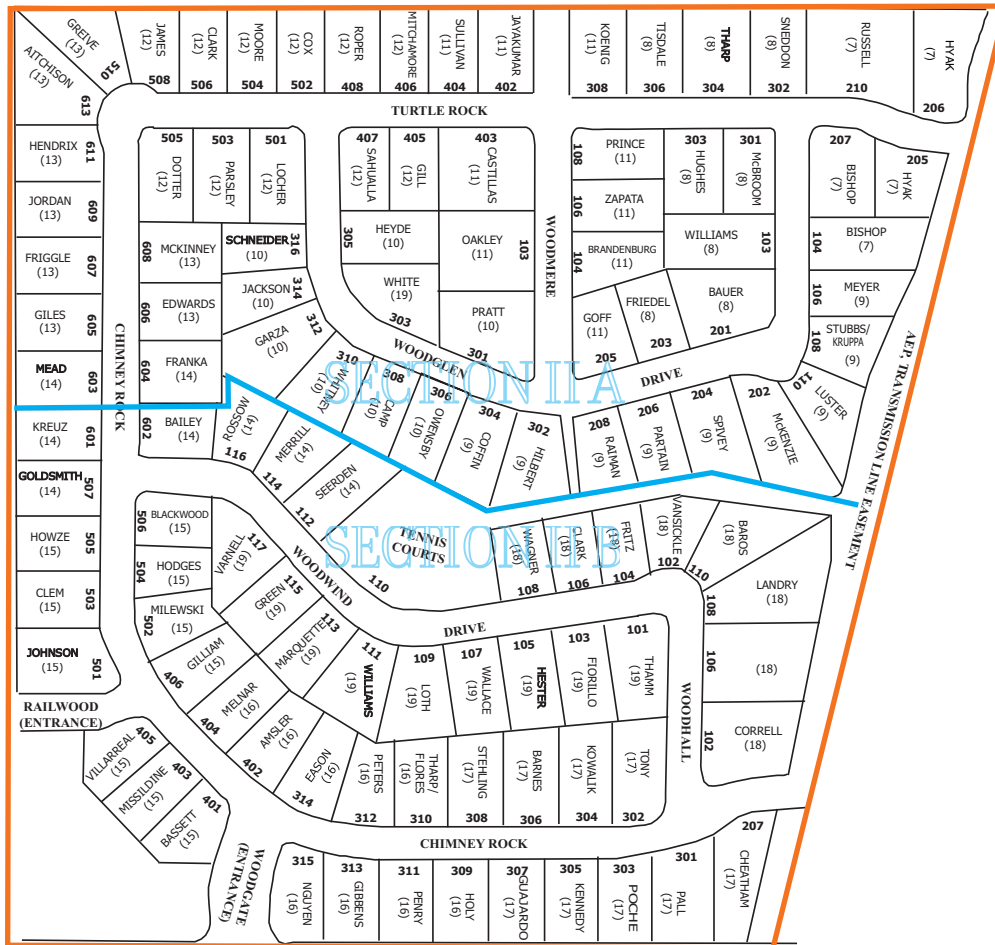 GREIVE
(13)
510
AITCHISON
(13)
613
JAMES
(12)
508
CLARK
(12)
506
MOORE
(12)
504
COX
(12)
502
ROPER
(12)
408
MITCHAMORE
(12)
406
SULLIVAN
(11)
404
JAYAKUMAR
(11)
402
KOENIG
(11)
308
TISDALE
(8)
306
THARP
(8)
304
SNEDDON
(8)
302
RUSSELL
(7)
210
HYAK
(7)
206
TURTLE ROCK
HENDRIX
(13)
611
JORDAN
(13)
609
FRIGGLE
(13)
607
GILES
(13)
605
MEAD
(14)
603
CHIMNEY ROCK
505
DOTTER
(12)
503
PARSLEY
(12)
501
LOCHER
(12)
608
MCKINNEY
(13)
SCHNEIDER
(10)
316
606
EDWARDS
(13)
JACKSON
(10)
314
604
FRANKA
(14)
GARZA
(10)
312
407
SAHUALLA
(12)
405
GILL
(12)
403
CASTILLAS
(11)
305
HEYDE
(10)
OAKLEY
(11)
103
WHITE
(19)
303
PRATT
(10)
301
WOODMERE
108
PRINCE
(11)
303
HUGHES
(8)
301
McBROOM
(8)
106
ZAPATA
(11)
104
BRANDENBURG
(11)
WILLIAMS
(8)
103
GOFF
(11)
205
FRIEDEL
(8)
203
BAUER
(8)
201
207
BISHOP
(7)
205
HYAK
(7)
104
BISHOP
(7)
106
MEYER
(9)
108
STUBBS/
KRUPPA
(9)
110
LUSTER
(9)
AEP, TRANSMISSION LINE EASEMENT
WOODGLEN
DRIVE
SECTION II A
310
WHITNEY
(10)
308
CAMP
(10)
306
OWENSBY
(10)
304
COFFIN
(9)
302
HILBERT
(9)
208
RAIMAN
(9)
206
PARTAIN
(9)
204
SPIVEY
(9)
202
McKENZIE
(9)
KREUZ
(14)
601
GOLDSMITH
(14)
507
HOWZE
(15)
505
CLEM
(15)
503
JOHNSON
(15)
501
602
BAILEY
(14)
ROSSOW
(14)
116
MERRILL
(14)
114
SEERDEN
(14)
112
TENNIS
COURTS
110
SECTION II B
WAGNER
(18)
108
CLARK
(18)
106
FRITZ
(18)
104
VANSICKLE
(18)
102
BAROS
(18)
110
LANDRY
(18)
108
(18)
106
CORRELL
(18)
102
506
BLACKWOOD
(15)
504
HODGES
(15)
502
MILEWSKI
(15)
VARNELL
(19)
117
GREEN
(19)
115
MARQUETTE
(19)
113
WILLIAMS
(19)
111
WOODWIND
DRIVE
109
LOTH
(19)
107
WALLACE
(19)
105
HESTER
(19)
103
FIORILLO
(19)
101
THAMM
(19)
WOODHALL
GILLIAM
(15)
406
MELNAR
(16)
404
AMSLER
(16)
402
EASON
(16)
314
PETERS
(16)
312
THARP/
FLORES
(16)
310
STEHLING
(17)
308
BARNES
(17)
306
KOWALIK
(17)
304
TONY
(17)
302
RAILWOOD
(ENTRANCE)
VILLARREAL
(15)
405
MISSILDINE
(15)
403
BASSETT
(15)
401
WOODGATE
(ENTRANCE)
CHIMNEY ROCK
315
NGUYEN
(16)
313
GIBBENS
(16)
311
PENRY
(16)
309
HOLY
(16)
307
GUAJARDO
(17)
305
KENNEDY
(17)
303
POCHE
(17)
301
PALL
(17)
207
CHEATHAM
(17)